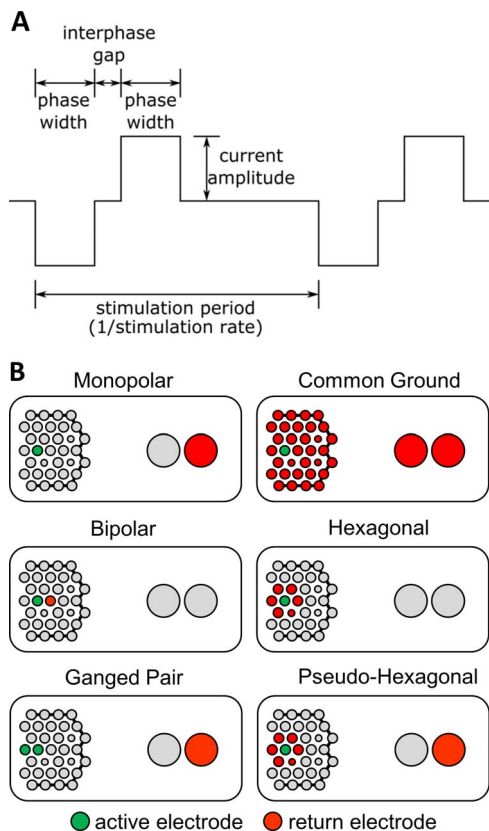 A
interphase
gap
phase
width
phase
width
current
amplitude
stimulation period
(1/stimulation rate)
B
Monopolar
Common Ground
Bipolar
Hexagonal
Ganged Pair
Pseudo-Hexagonal
active electrode
return electrode